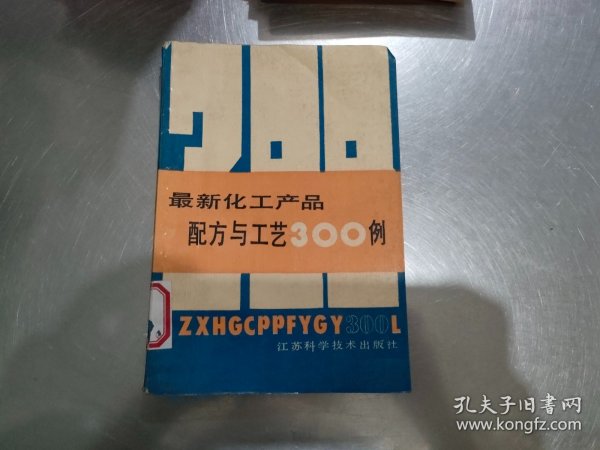 300
最新化工产品
配方与工艺300例
ZXHGCPPFYGY300L
江苏科学技术出版社
孔夫子旧书网
www.kongfz.com